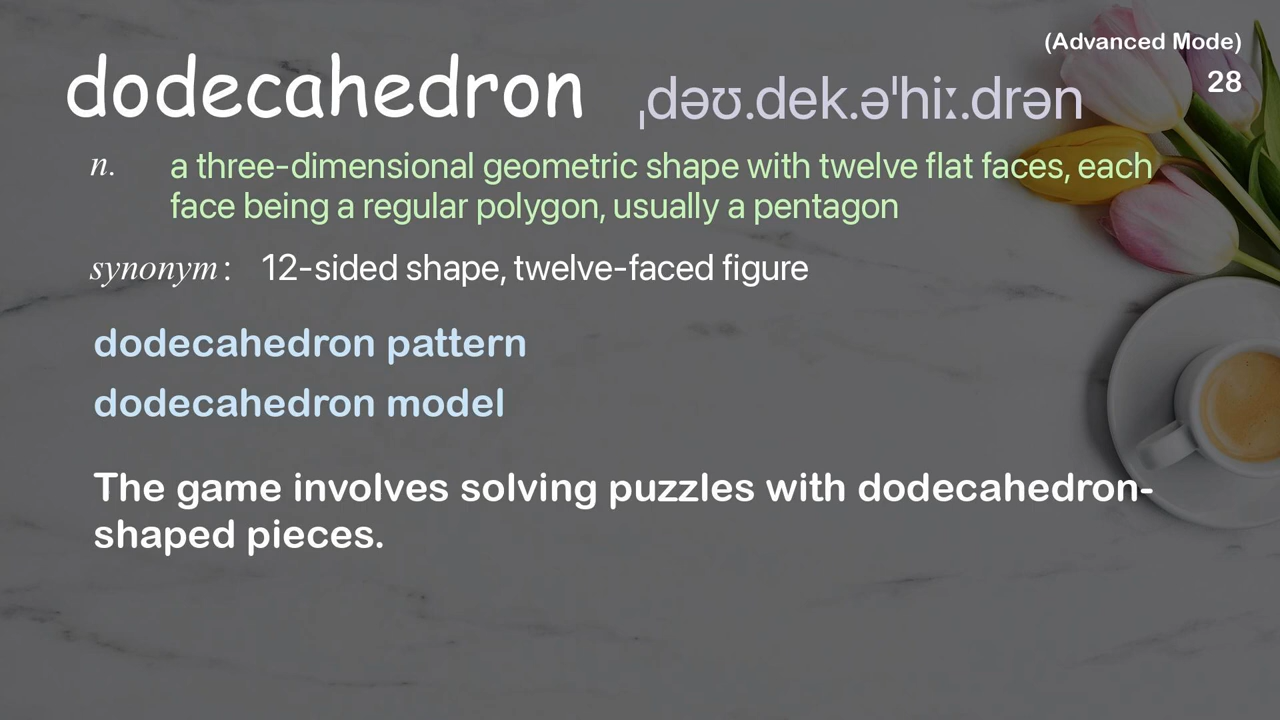 (Advanced Mode)
dodecahedron ˌdəʊ.dek.əˈhiː.drən 28
n. a three-dimensional geometric shape with twelve flat faces, each
face being a regular polygon, usually a pentagon
synonym: 12-sided shape, twelve-faced figure
dodecahedron pattern
dodecahedron model
The game involves solving puzzles with dodecahedron-
shaped pieces.